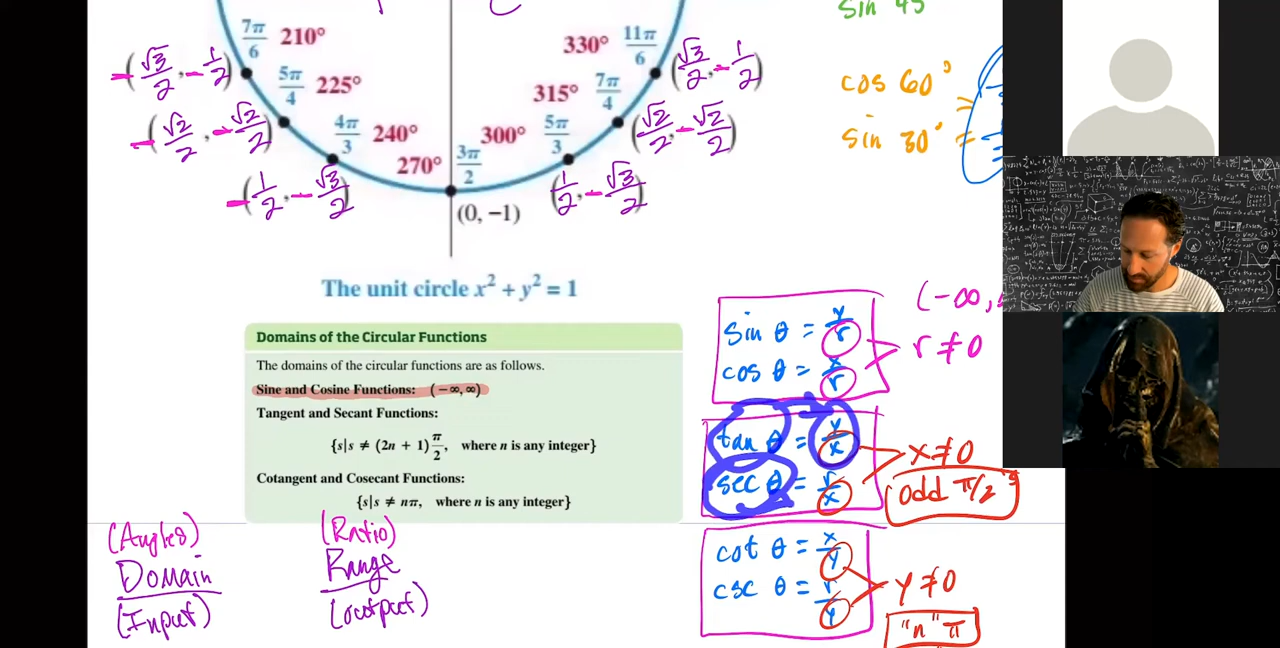 7π/6 210°
330° 11π/6
-(√3/2, -1/2)
(√3/2, -1/2)
5π/4 225°
315° 7π/4
-(√2/2, -√2/2)
(√2/2, -√2/2)
4π/3 240°
300° 5π/3
270° 3π/2
-(1/2, -√3/2)
(0, −1)
(1/2, -√3/2)
The unit circle x² + y² = 1
Domains of the Circular Functions
The domains of the circular functions are as follows.
Sine and Cosine Functions: (−∞, ∞)
Tangent and Secant Functions:
{s|s ≠ (2n + 1) π/2, where n is any integer}
Cotangent and Cosecant Functions:
{s|s ≠ nπ, where n is any integer}
(Angles)
Domain
(Input)
(Ratio)
Range
(output)
sin 45
cos 60° =
sin 30° =
(-∞,
sin θ = y/r
cos θ = x/r
r ≠ 0
tan θ = y/x
sec θ = r/x
x ≠ 0
odd π/2's
cot θ = x/y
csc θ = r/y
y ≠ 0
"n" π